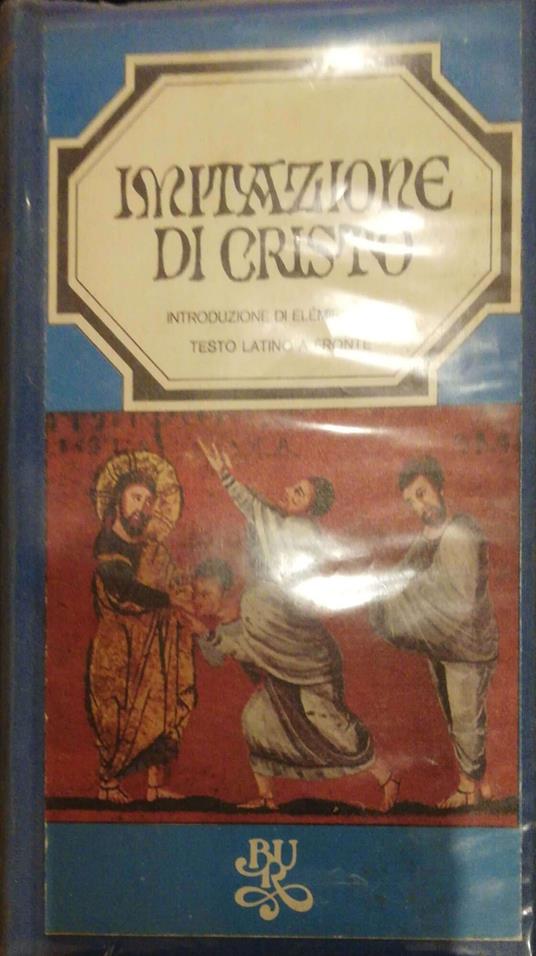 IMITAZIONE
DI CRISTO
INTRODUZIONE DI
TESTO LATINO A FRONTE
BUR